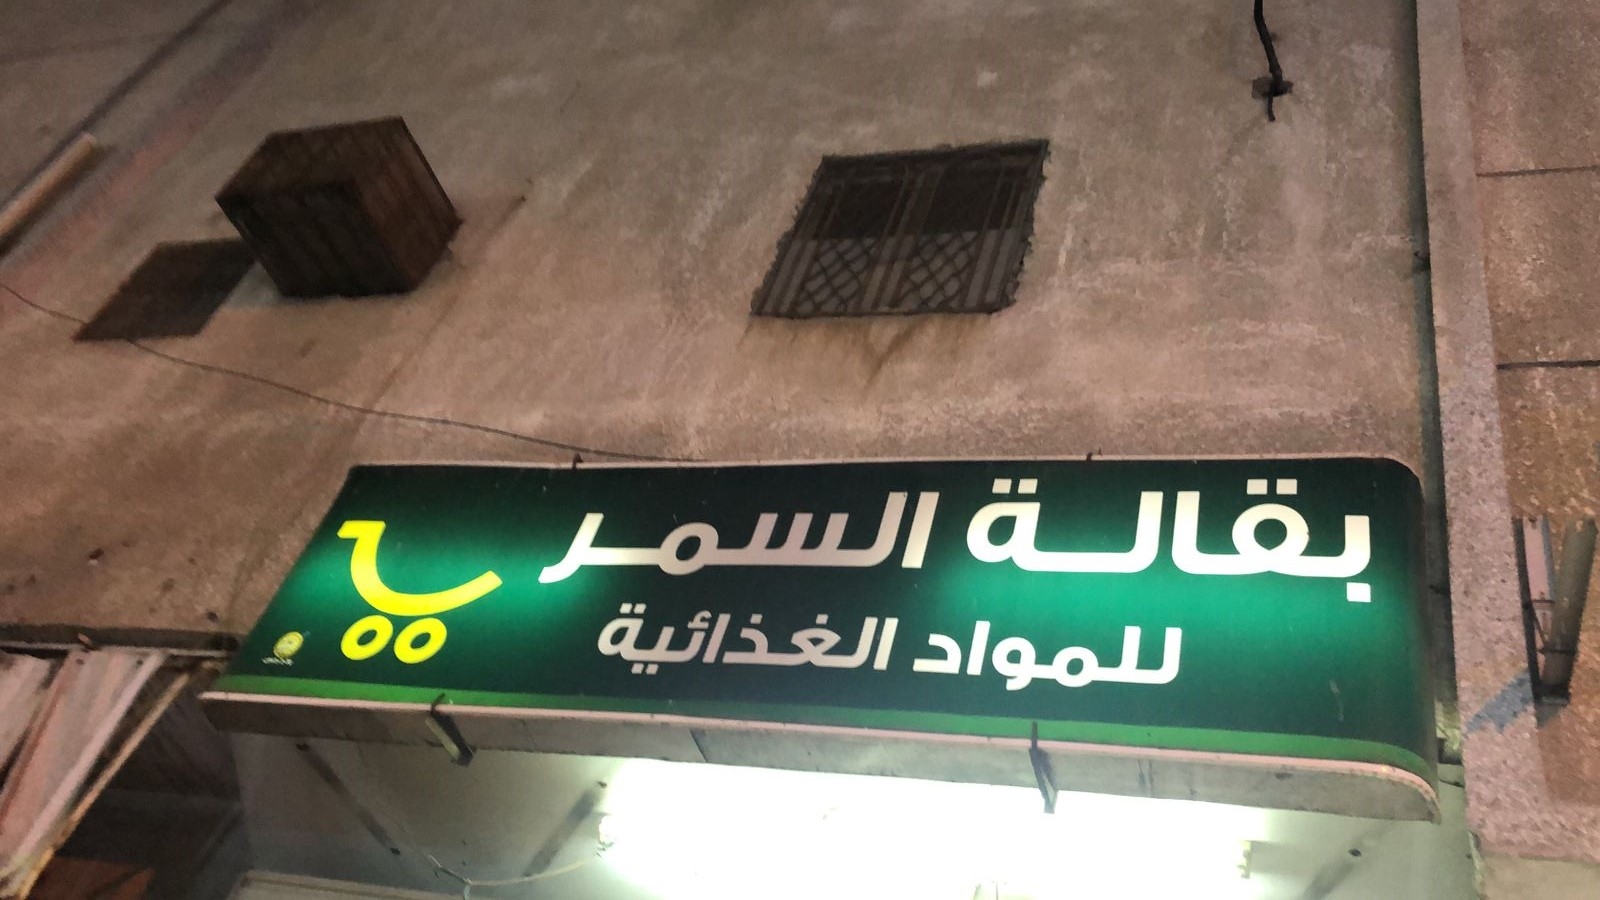 بقالة السمر
للمواد الغذائية